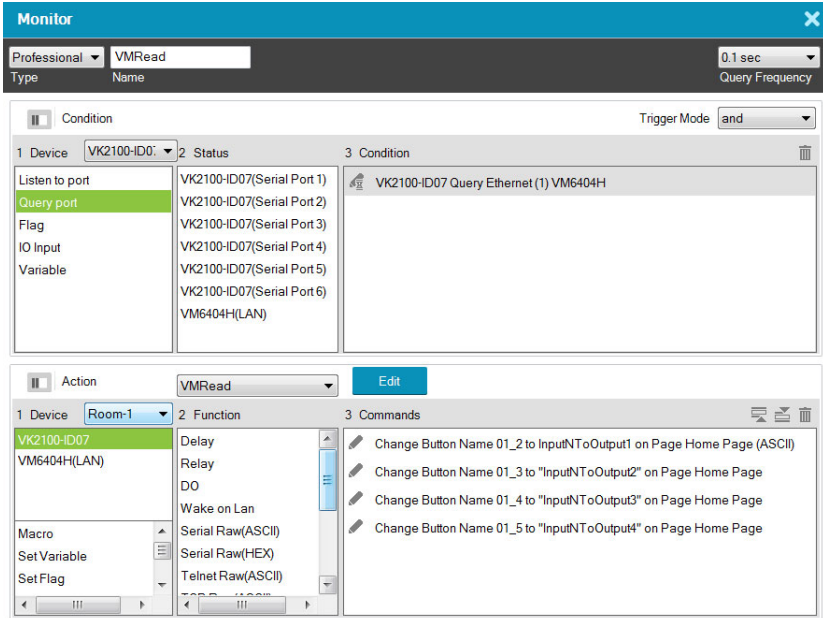 Monitor
Professional VMRead 0.1 sec
Type Name Query Frequency
Condition Trigger Mode and
1 Device VK2100-ID0 2 Status 3 Condition
Listen to port
Query port
Flag
IO Input
Variable
VK2100-ID07(Serial Port 1)
VK2100-ID07(Serial Port 2)
VK2100-ID07(Serial Port 3)
VK2100-ID07(Serial Port 4)
VK2100-ID07(Serial Port 5)
VK2100-ID07(Serial Port 6)
VM6404H(LAN)
VK2100-ID07 Query Ethernet (1) VM6404H
Action VMRead Edit
1 Device Room-1 2 Function 3 Commands
VK2100-ID07
VM6404H(LAN)
Macro
Set Variable
Set Flag
Delay
Relay
DO
Wake on Lan
Serial Raw(ASCII)
Serial Raw(HEX)
Telnet Raw(ASCII)
Change Button Name 01_2 to InputNToOutput1 on Page Home Page (ASCII)
Change Button Name 01_3 to "InputNToOutput2" on Page Home Page
Change Button Name 01_4 to "InputNToOutput3" on Page Home Page
Change Button Name 01_5 to "InputNToOutput4" on Page Home Page